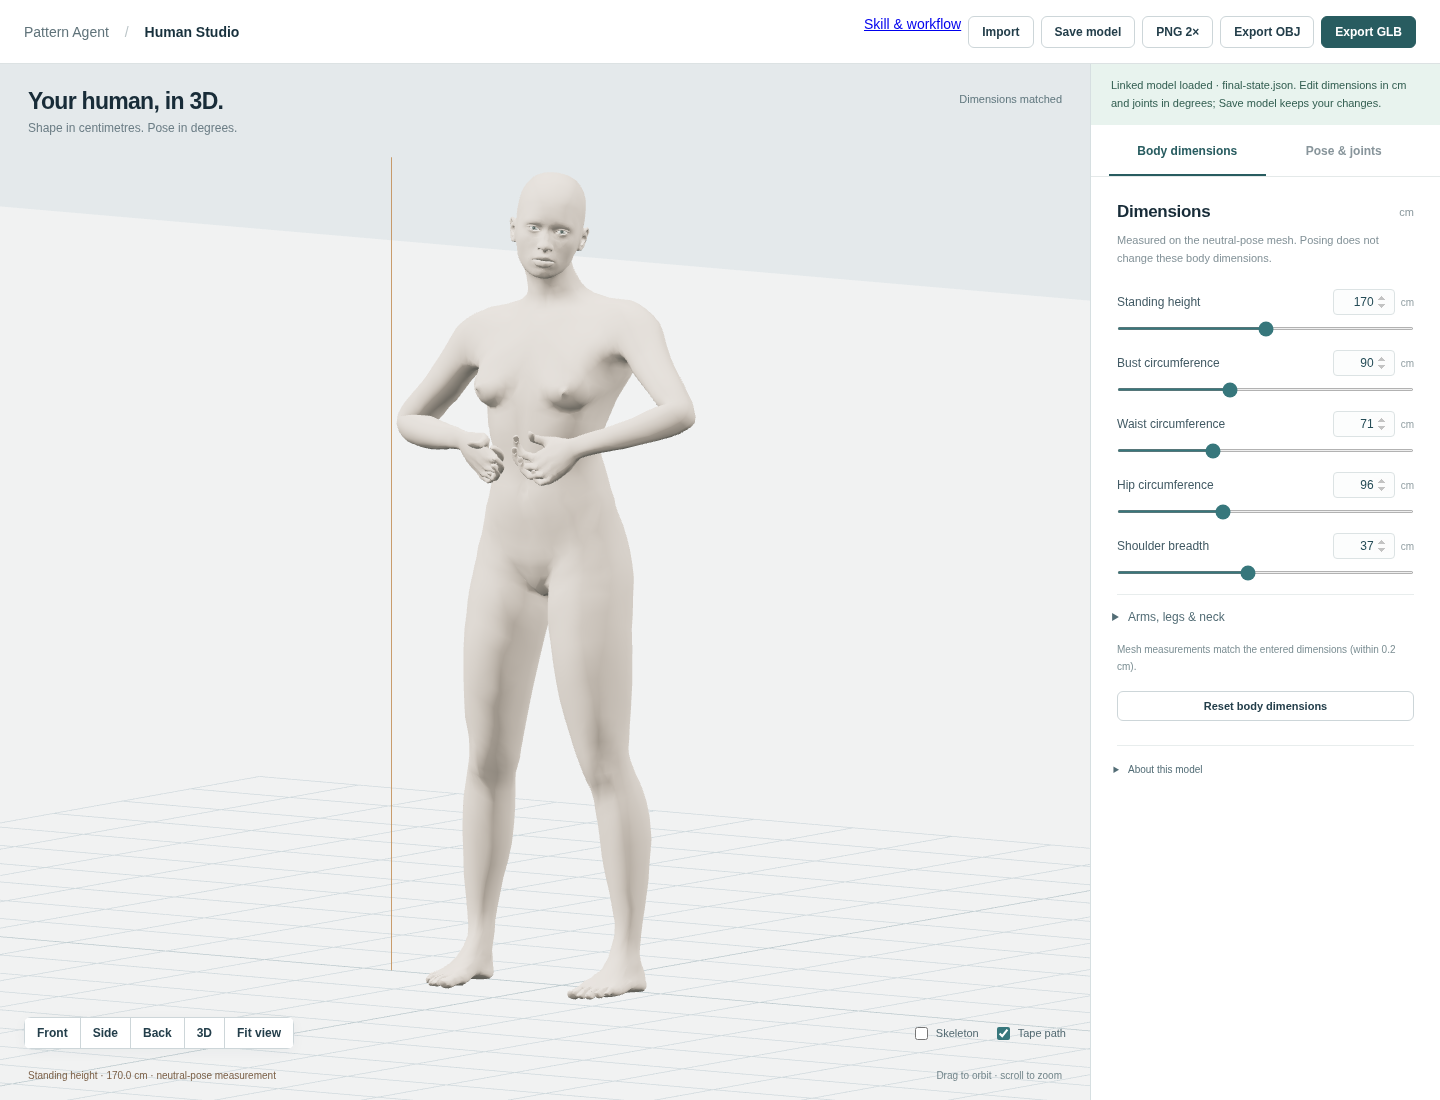 Pattern Agent / Human Studio
Skill & workflow
Import
Save model
PNG 2×
Export OBJ
Export GLB
Your human, in 3D.
Shape in centimetres. Pose in degrees.
Dimensions matched
Linked model loaded · final-state.json. Edit dimensions in cm
and joints in degrees; Save model keeps your changes.
Body dimensions
Pose & joints
Dimensions
cm
Measured on the neutral-pose mesh. Posing does not
change these body dimensions.
Standing height 170 cm
Bust circumference 90 cm
Waist circumference 71 cm
Hip circumference 96 cm
Shoulder breadth 37 cm
Arms, legs & neck
Mesh measurements match the entered dimensions (within 0.2
cm).
Reset body dimensions
About this model
Front
Side
Back
3D
Fit view
Skeleton
Tape path
Standing height · 170.0 cm · neutral-pose measurement
Drag to orbit · scroll to zoom